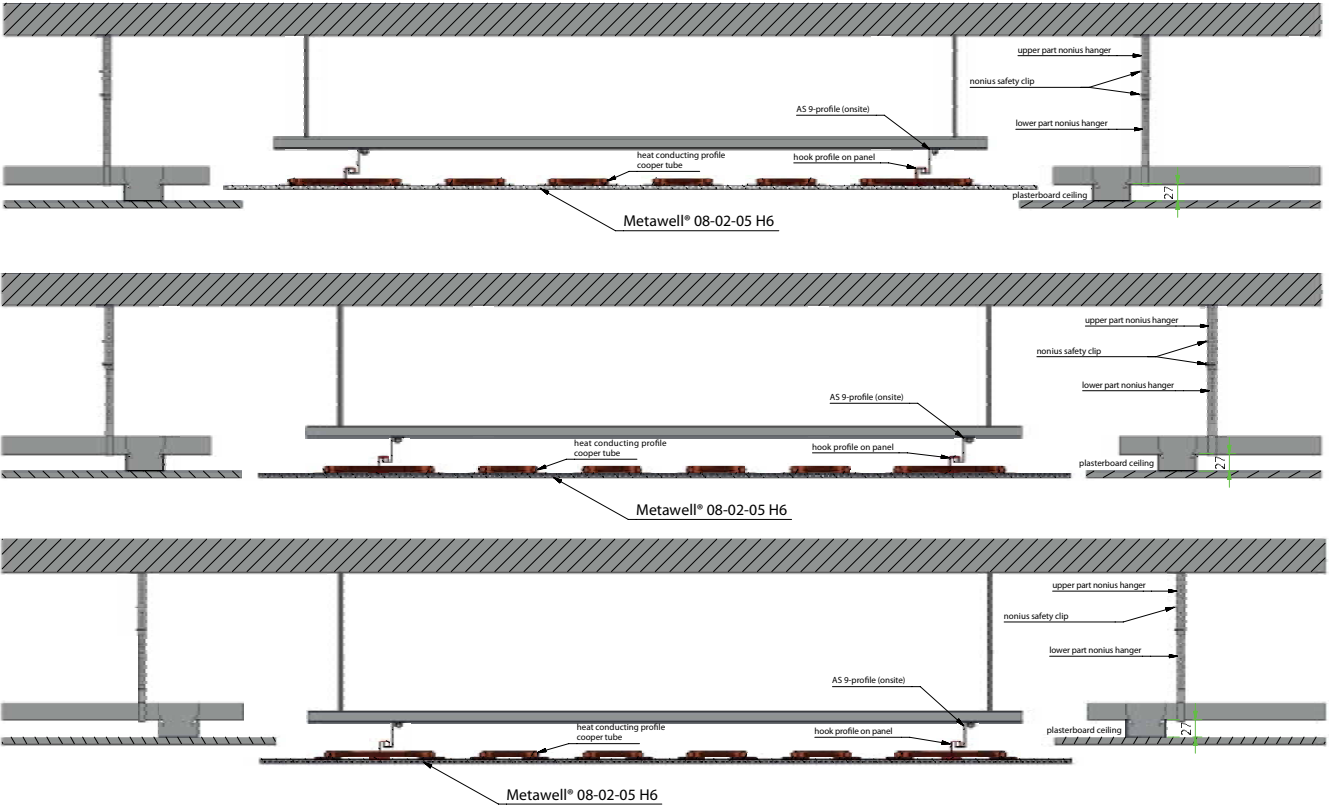 upper part nonius hanger
nonius safety clip
AS 9-profile (onsite)
lower part nonius hanger
heat conducting profile
cooper tube
hook profile on panel
plasterboard ceiling
27
Metawell® 08-02-05 H6
upper part nonius hanger
nonius safety clip
lower part nonius hanger
AS 9-profile (onsite)
heat conducting profile
cooper tube
hook profile on panel
plasterboard ceiling
27
Metawell® 08-02-05 H6
upper part nonius hanger
nonius safety clip
lower part nonius hanger
AS 9-profile (onsite)
heat conducting profile
cooper tube
hook profile on panel
plasterboard ceiling
27
Metawell® 08-02-05 H6